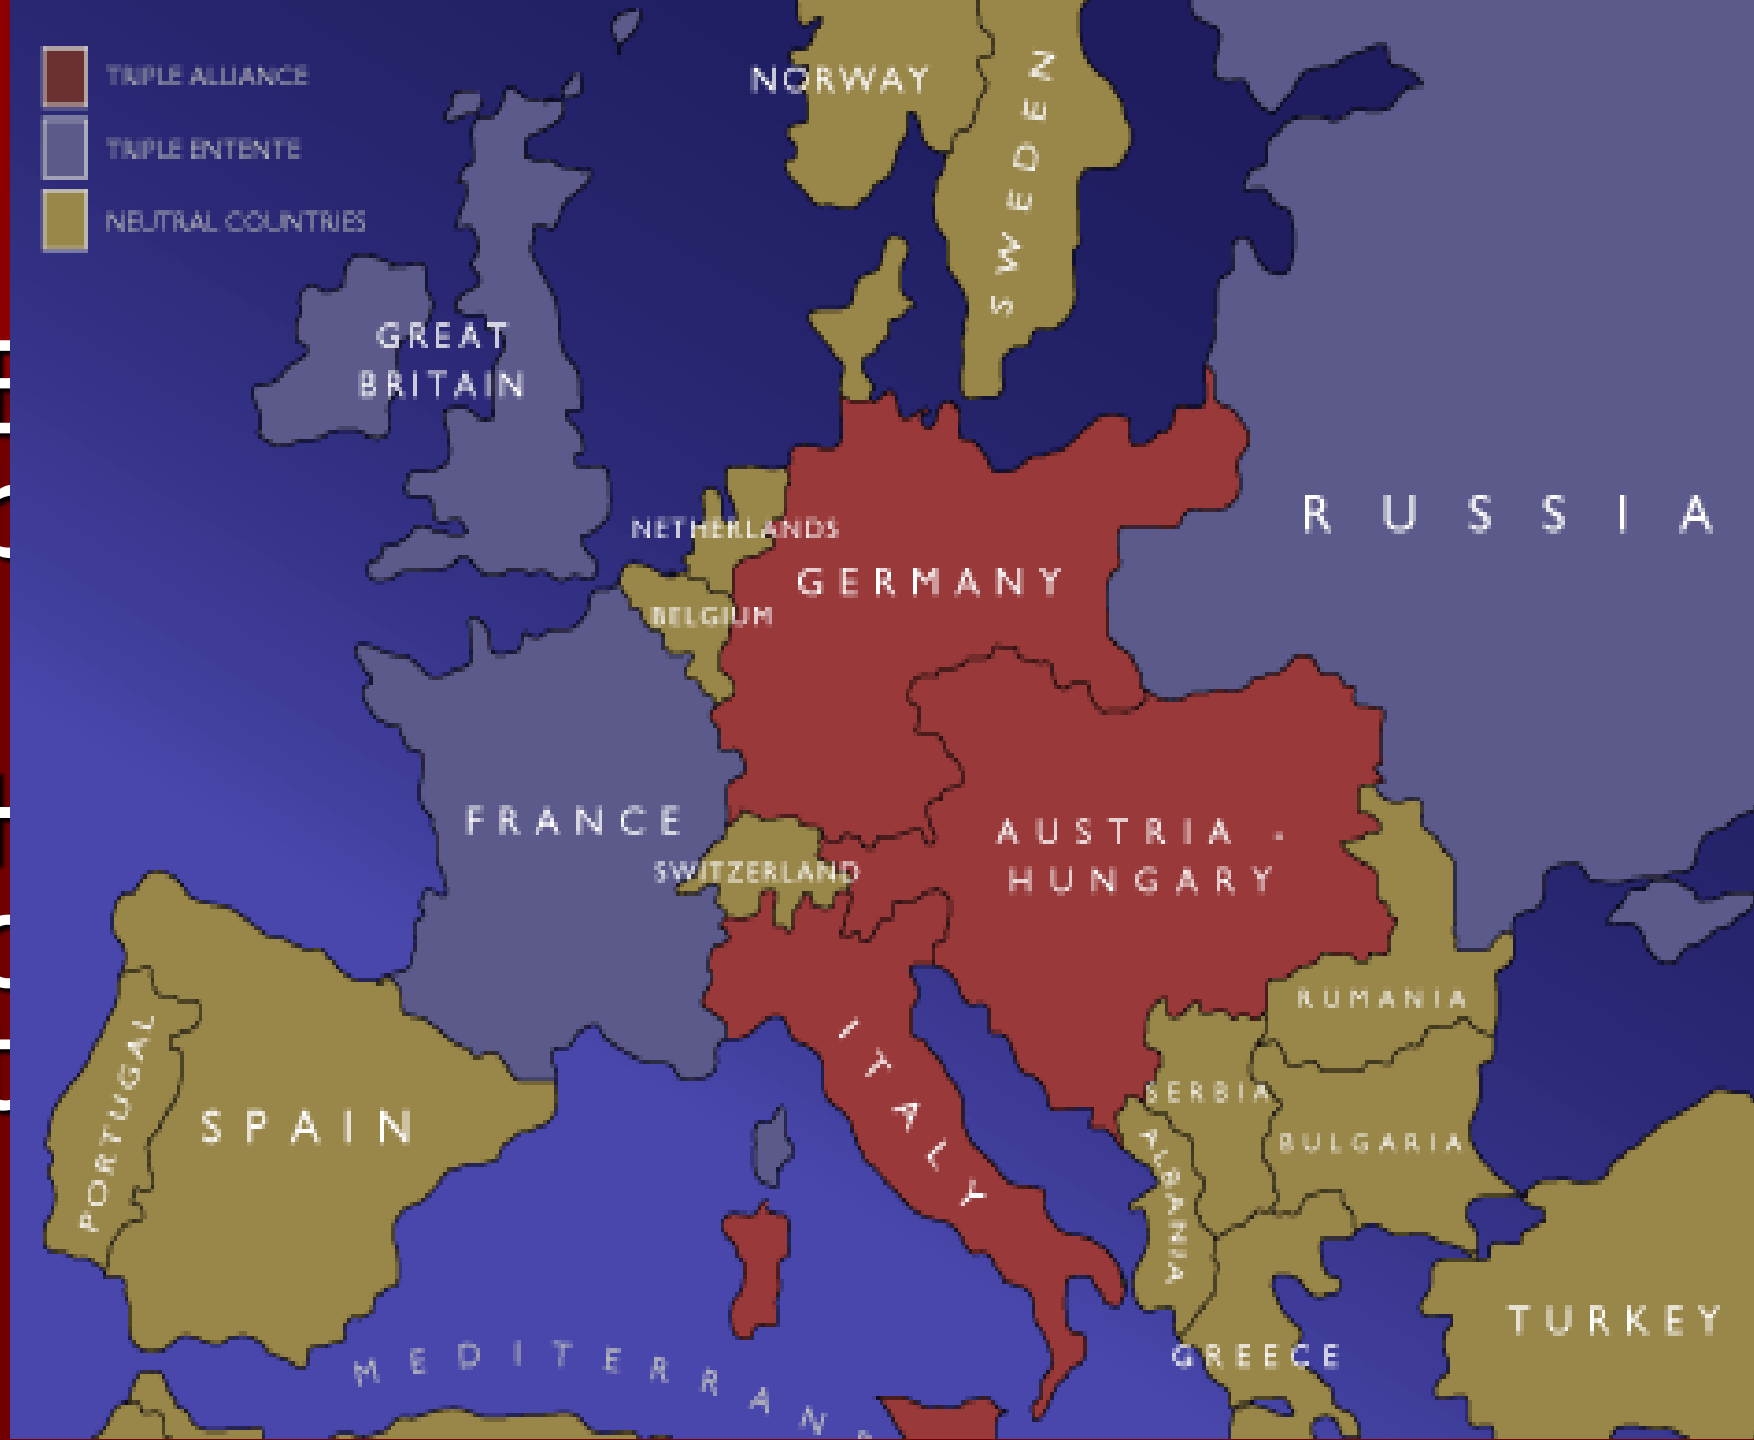 TRIPLE ALLIANCE
TRIPLE ENTENTE
NEUTRAL COUNTRIES
NORWAY
SWEDEN
GREAT
BRITAIN
RUSSIA
NETHERLANDS
GERMANY
BELGIUM
FRANCE
AUSTRIA -
HUNGARY
SWITZERLAND
RUMANIA
ITALY
SERBIA
PORTUGAL
SPAIN
BULGARIA
ALBANIA
TURKEY
GREECE
MEDITERRAN